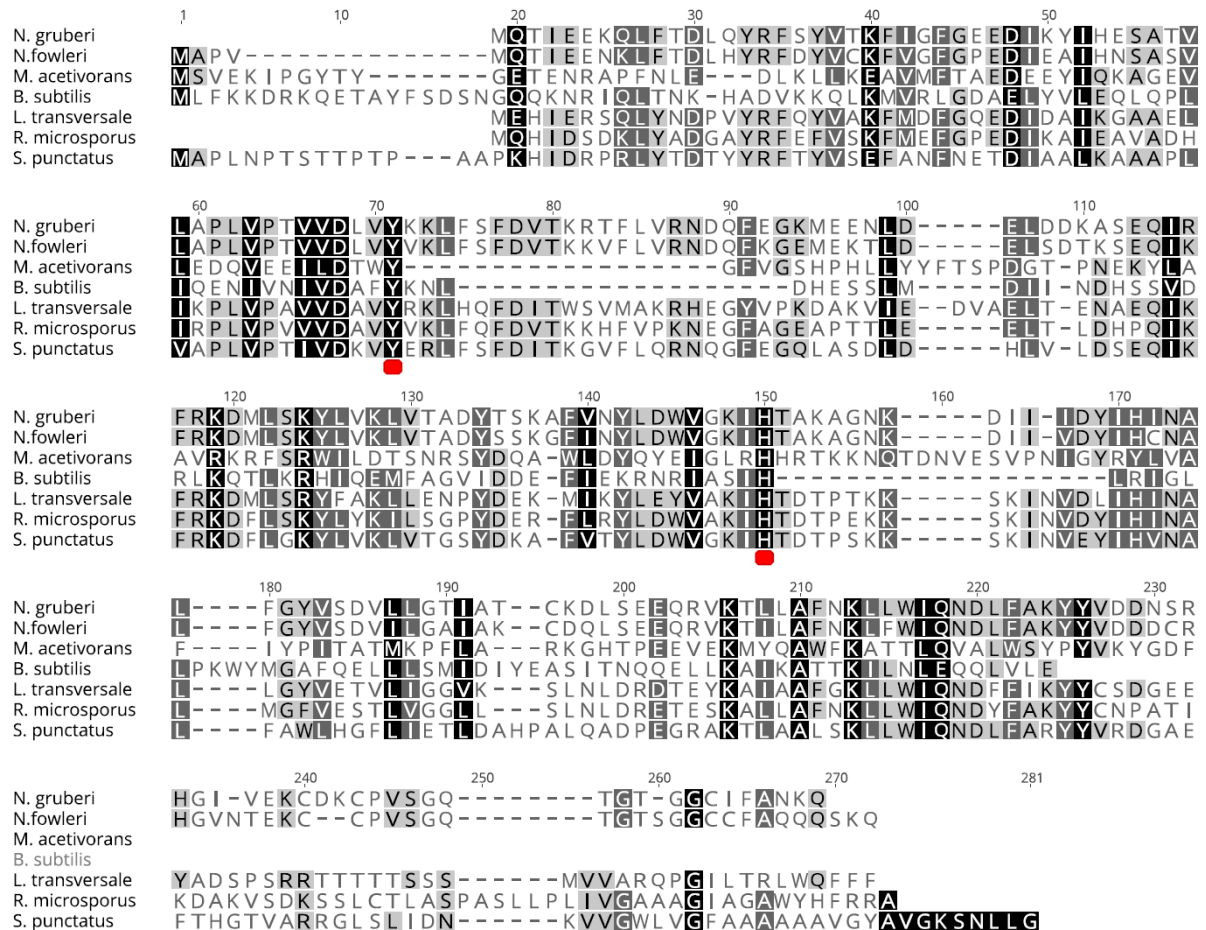 1 10 20 30 40 50
N. gruberi MQTIEEKQLFTDLQYRFSYVTKFIGFGEEDIKYIHESATV
N.fowleri MAPV--------------MQTIEENKLFTDLHYRFDYVCKFVGFGPEDIEAIHNSAPV
M. acetivorans MSVEKIPGYTY-------GETENRAPFNLE---DLKLLKEAVMFTAEDEEYIQKAGEV
B. subtilis MLFKKDRKQETAYFSDSNGQQKNRIQLTNK-HADVKKQLKMVRLGDAELYVLEQLQPL
L. transversale MEHIERSQLYNDPVYRFQYVAKFMDFGQEDIDAIKGAAEL
R. microsporus MQHIDSDKLYADGAYRFEFVSKFMEFGPEDIKAIEAVADH
S. punctatus MAPLNPTSTTPTP---AAPKHIDRPRLYTDTYYRFTYVSEFANFNETDIAALKAAAPL
60 70 80 90 100 110
N. gruberi LAPLVPTVVDLVYKKLFSFDVTKRTFLVRNDQFEGKMEENLD-----ELDDKASEQIR
N.fowleri LAPLVPTVVDLVYVKLFSFDVTKKVFLVRNDQFKGEMEKTLD-----ELSDTKSEQIK
M. acetivorans LEDQVEEILDTWY------------------GFVGSHPHLLYYFTSPDGT-PNEKYLA
B. subtilis IQENIVNIVDAFYKNL-------------------DHESSLM-----DII-NDHSSVD
L. transversale IKPLVPAVVDAVYRKLHQFDITWSVMAKRHEGYVPKDAKVIE--DVAELT-ENAEQIK
R. microsporus IRPLVPVVVDAVYVKLFQFDVTKKHFVPKNEGFAGEAPTTLE-----ELT-LDHPQIK
S. punctatus VAPLVPTIVDKVYERLFSFDITKGVFLQRNQGFEGQLASDLD-----HLV-LDSEQIK
120 130 140 150 160 170
N. gruberi FRKDMLSKYLVKLVTADYTSKAFVNYLDWVGKIHTAKAGNK-----DII-IDYIHINA
N.fowleri FRKDMLSKYLVKLVTADYSSKGFINYLDWVGKIHTAKAGNK-----DII-VDYIHCNA
M. acetivorans AVRKRFSRWILDTSNRSYDQA-WLDYQYEIGLRHHRTKKNQTDNVESVPNIGYRYLVA
B. subtilis RLKQTLKRHIQEMFAGVIDDE-FIEKRNRIASIH-------------------LRIGL
L. transversale FRKDMLSRYFAKLLENPYDEK-MIKYLEYVAKIHTDTPTKK-----SKINVDLIHINA
R. microsporus FRKDFLSKYLYKILSGPYDER-FLRYLDWVAKIHTDTPEKK-----SKINVDYIHINA
S. punctatus FRKDFLGKYLVKLVTGSYDKA-FVTYLDWVGKIHTDTPSKK-----SKINVEYIHVNA
180 190 200 210 220 230
N. gruberi L----FGYVSDVLLGTIAT--CKDLSEEQRVKTLLAFNKLLWIQNDLFAKYYVDDNSR
N.fowleri L----FGYVSDVILGAIAK--CDQLSEEQRVKTILAFNKLFWIQNDLFAKYYVDDDCR
M. acetivorans F----IYPITATMKPFLA--RKGHTPEEVEKMYQAWFKATTLQVALWSYPYVKYGDF
B. subtilis LPKWYMGAFQELLLSMIDIYEASITNQQELLKAIKATTKILNLEQQLVLE
L. transversale L----LGYVETVLIGGVK---SLNLDRDTEYKAIAAFGKLLWIQNDFFIKYYCSDGEE
R. microsporus L----MGFVESTLVGGLL---SLNLDRETESKALLAFNKLLWIQNDYFAKYYCNPATI
S. punctatus L----FAWLHGFLIETLDAHPALQADPEGRAKTLAALSKLLWIQNDLFARYYVRDGAE
240 250 260 270 281
N. gruberi HGI-VEKCDKCPVSGQ--------TGT-GGCIFANKQ
N.fowleri HGVNTEKC--CPVSGQ--------TGTSGGCCFAQQQSKQ
M. acetivorans
B. subtilis
L. transversale YADSPSRRTTTTTSSS------MVVARQPGILTRLWQFFF
R. microsporus KDAKVSDKSSLCTLASPASLLPLIVGAAAGIAGAWYHFRRA
S. punctatus FTHGTVARRGLSLIDN------KVVGWLVGFAAAAAVGYAVGKSNLLG